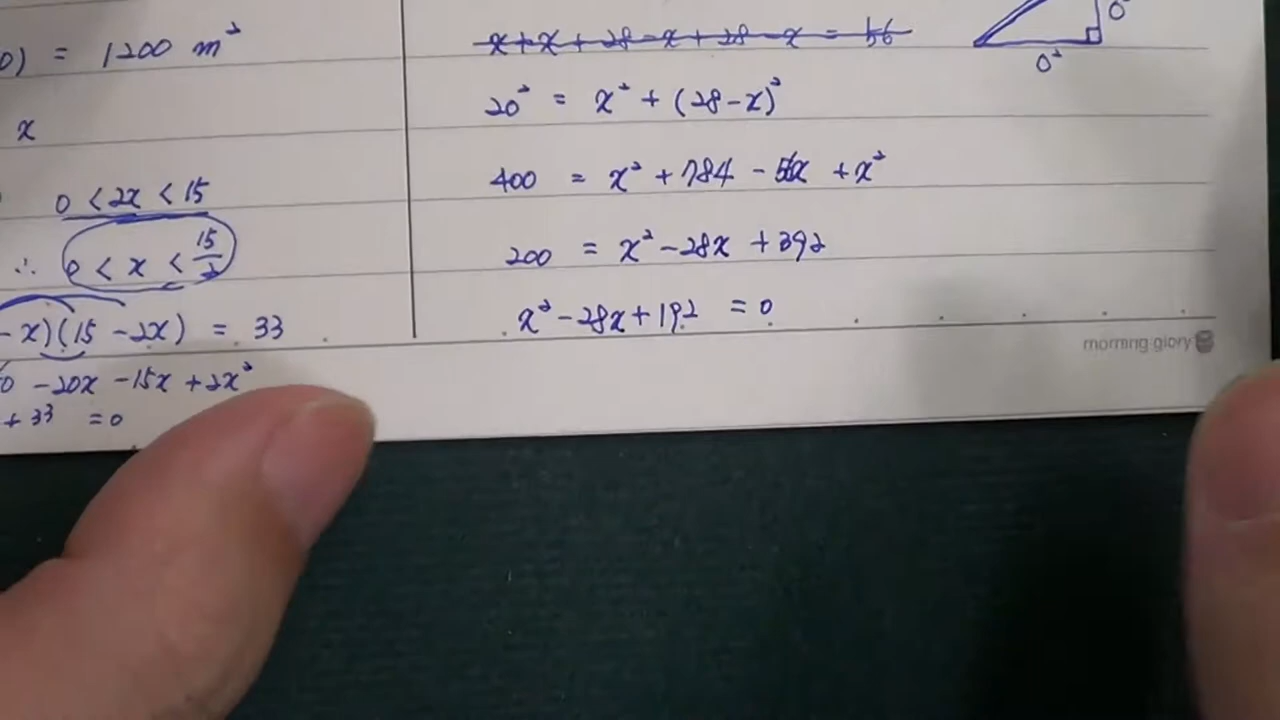 0) = 1200 m²
x
0 < 2x < 15
∴ 0 < x < 15/2
-x)(15 - 2x) = 33
0 - 20x - 15x + 2x²
+ 33 = 0
x + x + 28 - x + 28 - x = 56
0²
20² = x² + (28 - x)²
400 = x² + 784 - 56x + x²
200 = x² - 28x + 392
x² - 28x + 192 = 0
morning glory